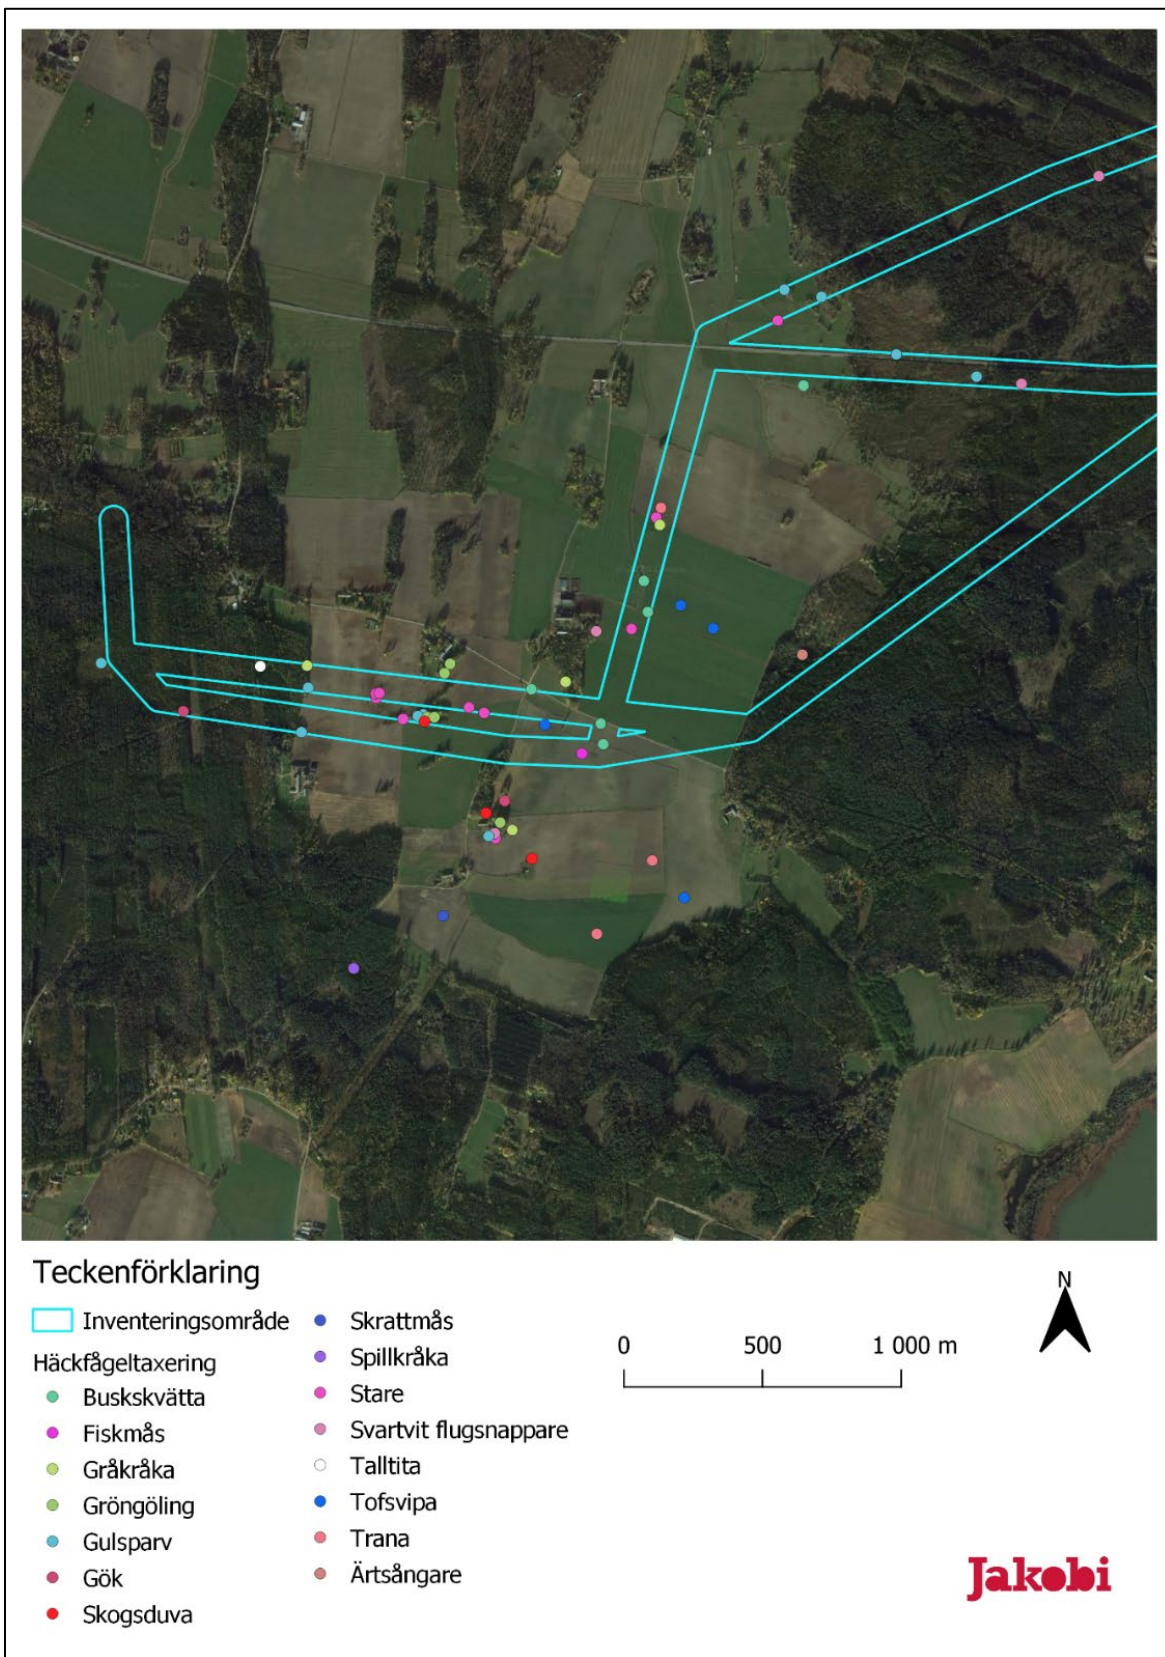 Teckenförklaring
Inventeringsområde
Häckfågeltaxering
Buskskvätta
Fiskmås
Gråkråka
Gröngöling
Gulsparv
Gök
Skogsduva
Skrattmås
Spillkråka
Stare
Svartvit flugsnappare
Talltita
Tofsvipa
Trana
Ärtsångare
0 500 1 000 m
N
Jakobi